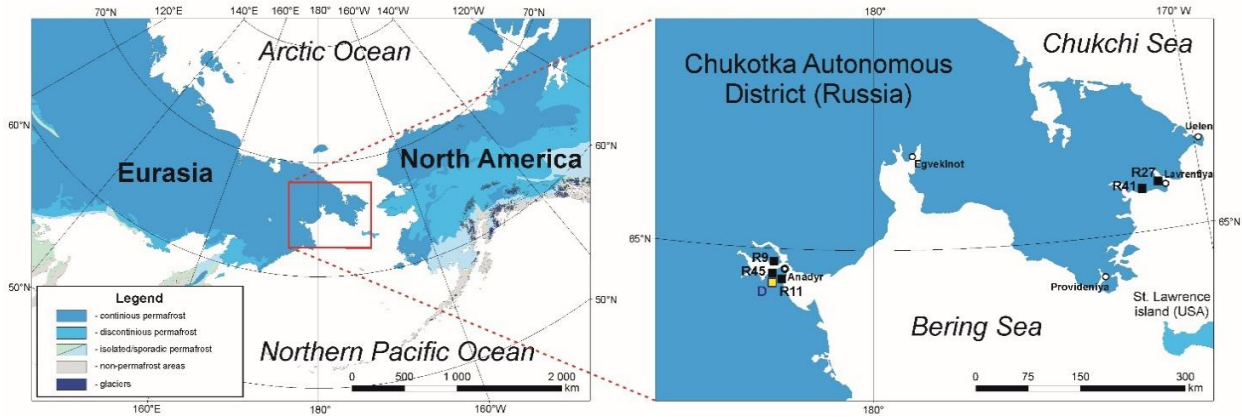 70°N
120°E
140°E
160°E
180°
160°W
140°W
120°W
70°N
Arctic Ocean
60°N
Eurasia
North America
60°N
50°N
50°N
Legend
- continious permafrost
- discontinious permafrost
- isolated/sporadic permafrost
- non-permafrost areas
- glaciers
Northern Pacific Ocean
0 500 1 000 2 000
km
160°E
180°
160°W
180°
170°W
Chukchi Sea
Chukotka Autonomous
District (Russia)
Uelen
Egvekinot
R27
Lavrentiya
R41
65°N
65°N
R9
R45
Anadyr
R11
D
Provideniya
St. Lawrence
island (USA)
Bering Sea
0 75 150 300
km
180°